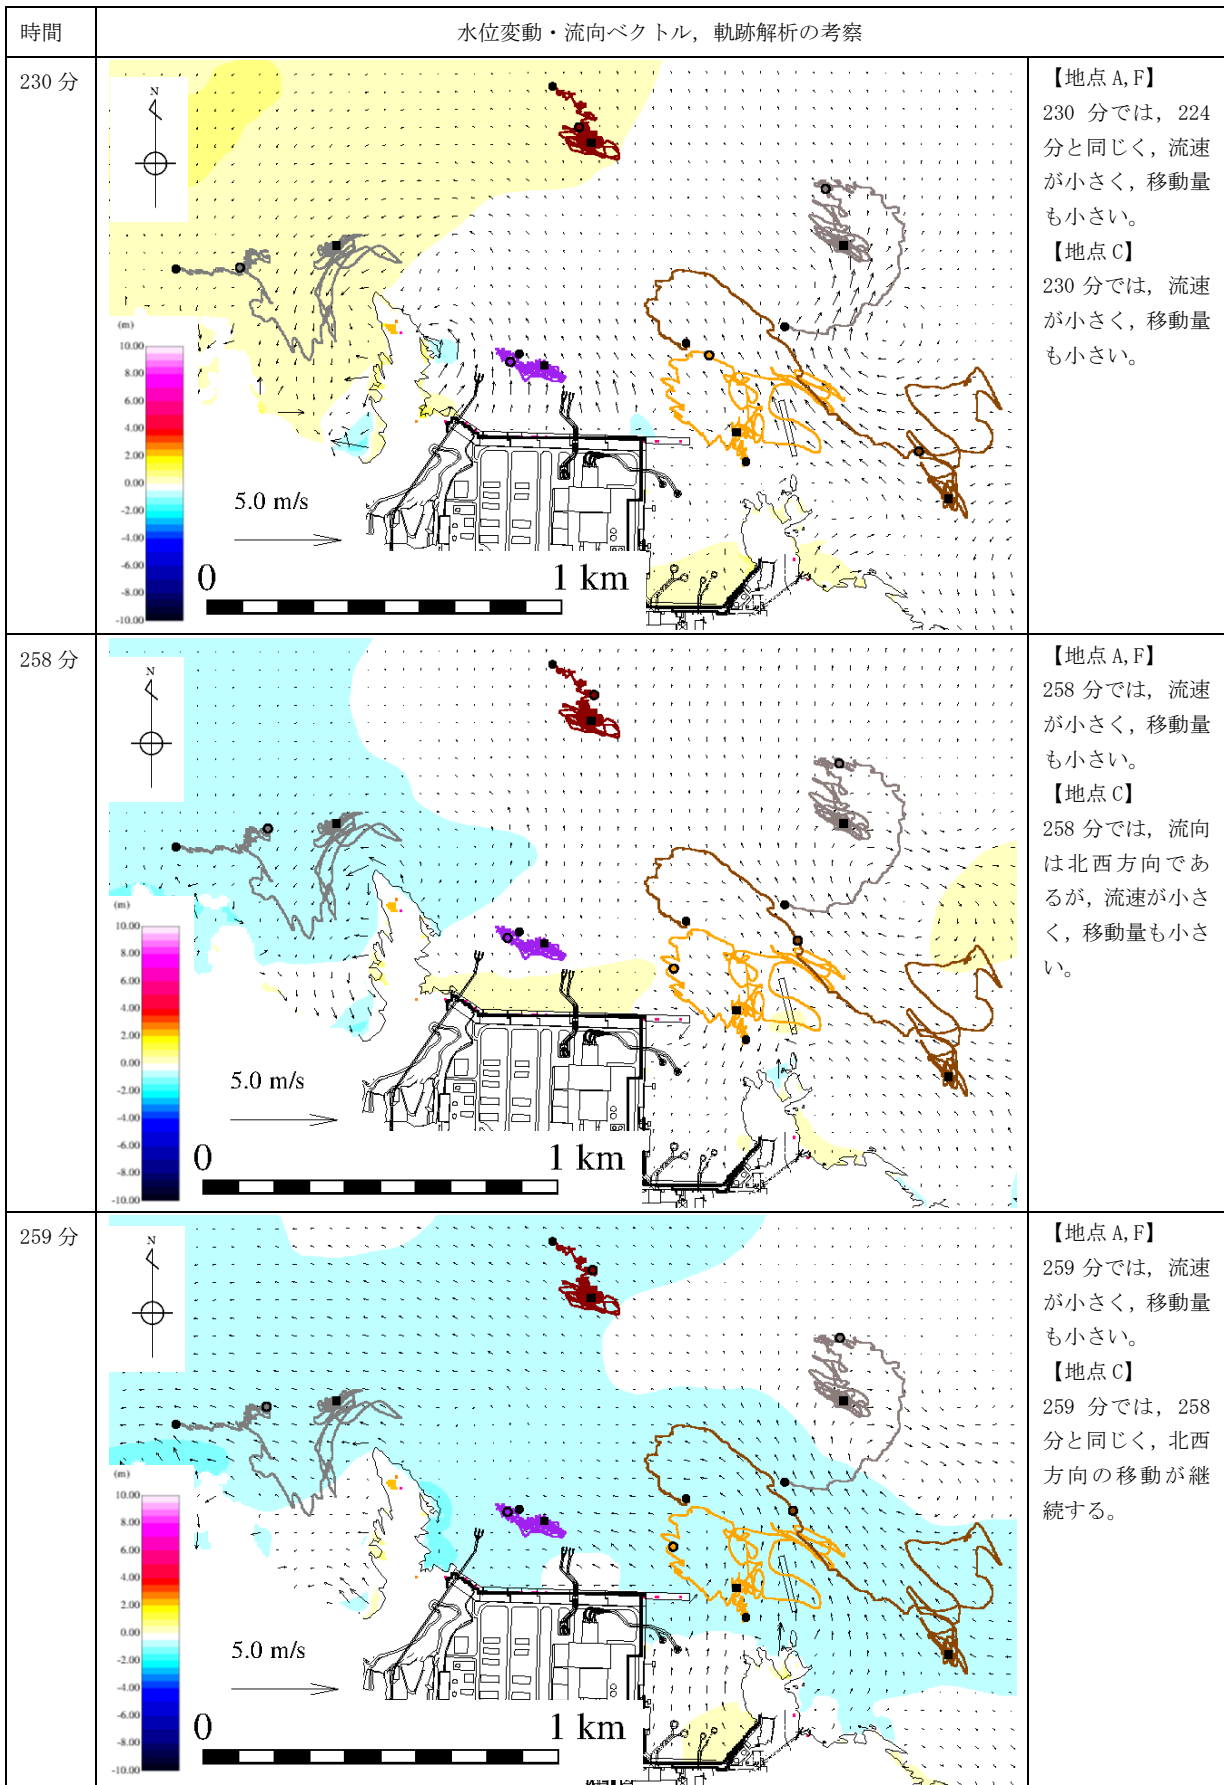 時間
水位変動・流向ベクトル，軌跡解析の考察
230 分
N
(m)
10.00
8.00
6.00
4.00
2.00
0.00
-2.00
-4.00
-6.00
-8.00
-10.00
5.0 m/s
0
1 km
【地点 A,F】
230 分では，224
分と同じく，流速
が小さく，移動量
も小さい。
【地点 C】
230 分では，流速
が小さく，移動量
も小さい。
258 分
N
(m)
10.00
8.00
6.00
4.00
2.00
0.00
-2.00
-4.00
-6.00
-8.00
-10.00
5.0 m/s
0
1 km
【地点 A,F】
258 分では，流速
が小さく，移動量
も小さい。
【地点 C】
258 分では，流向
は北西方向であ
るが，流速が小さ
く，移動量も小さ
い。
259 分
N
(m)
10.00
8.00
6.00
4.00
2.00
0.00
-2.00
-4.00
-6.00
-8.00
-10.00
5.0 m/s
0
1 km
【地点 A,F】
259 分では，流速
が小さく，移動量
も小さい。
【地点 C】
259 分では，258
分と同じく，北西
方向の移動が継
続する。